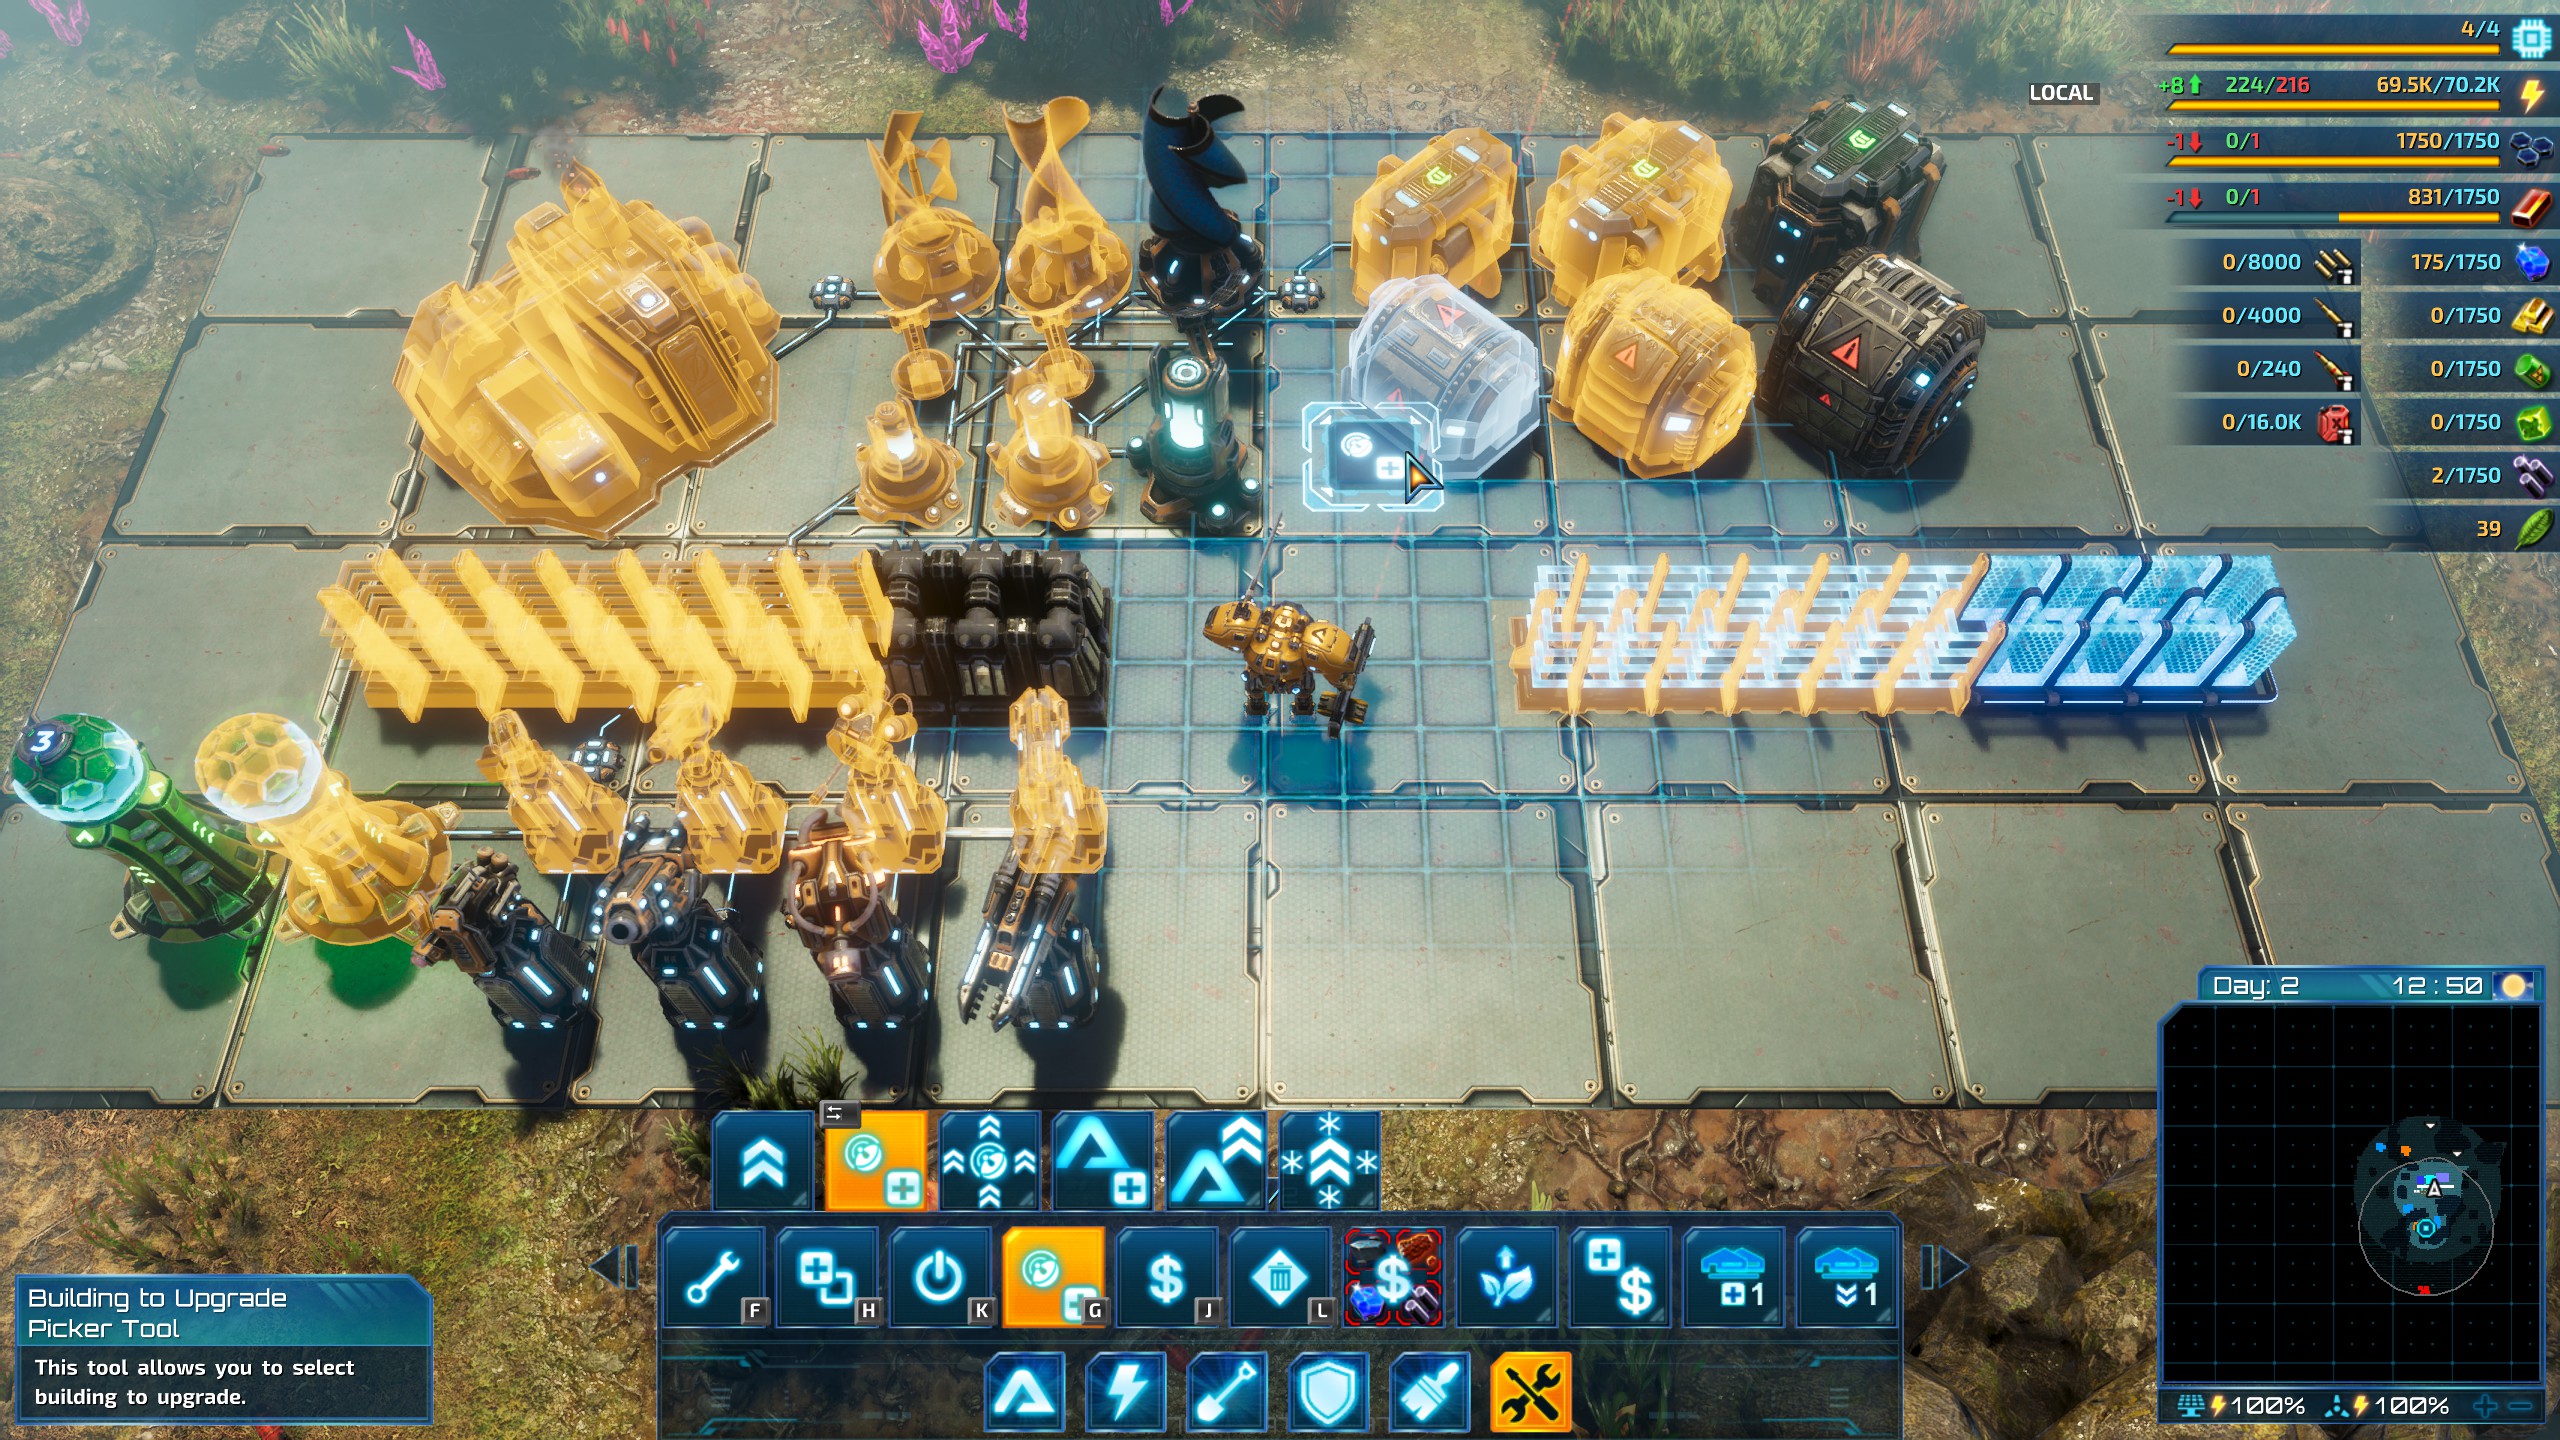 4/4
LOCAL
+8 224/216 69.5K/70.2K
-1 0/1 1750/1750
-1 0/1 831/1750
0/8000 175/1750
0/4000 0/1750
0/240 0/1750
0/16.0K 0/1750
2/1750
39
3
Day: 2 12:50
F H K G J L 1 1
Building to Upgrade
Picker Tool
This tool allows you to select
building to upgrade.
100% 100%